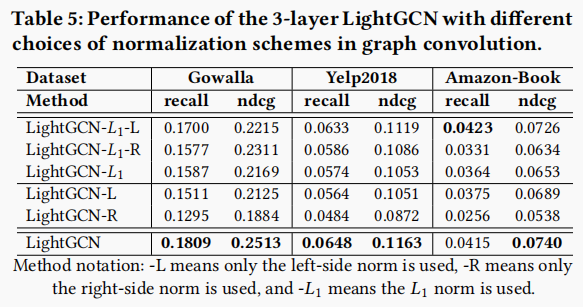 Table 5: Performance of the 3-layer LightGCN with different
choices of normalization schemes in graph convolution.
Dataset Gowalla Yelp2018 Amazon-Book
Method recall ndcg recall ndcg recall ndcg
LightGCN-L₁-L 0.1700 0.2215 0.0633 0.1119 0.0423 0.0726
LightGCN-L₁-R 0.1577 0.2311 0.0586 0.1086 0.0331 0.0634
LightGCN-L₁ 0.1587 0.2169 0.0574 0.1053 0.0364 0.0653
LightGCN-L 0.1511 0.2125 0.0564 0.1051 0.0375 0.0689
LightGCN-R 0.1295 0.1884 0.0484 0.0872 0.0256 0.0538
LightGCN 0.1809 0.2513 0.0648 0.1163 0.0415 0.0740
Method notation: -L means only the left-side norm is used, -R means only
the right-side norm is used, and -L₁ means the L₁ norm is used.